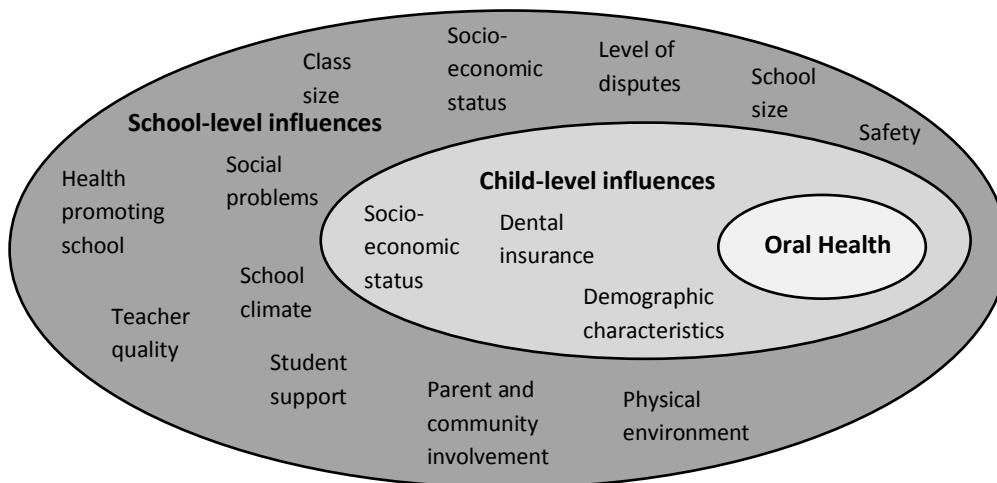 Class
size
Socio-
economic
status
Level of
disputes
School
size
Safety
School-level influences
Health
promoting
school
Social
problems
Child-level influences
Socio-
economic
status
Dental
insurance
Oral Health
School
climate
Demographic
characteristics
Teacher
quality
Student
support
Parent and
community
involvement
Physical
environment